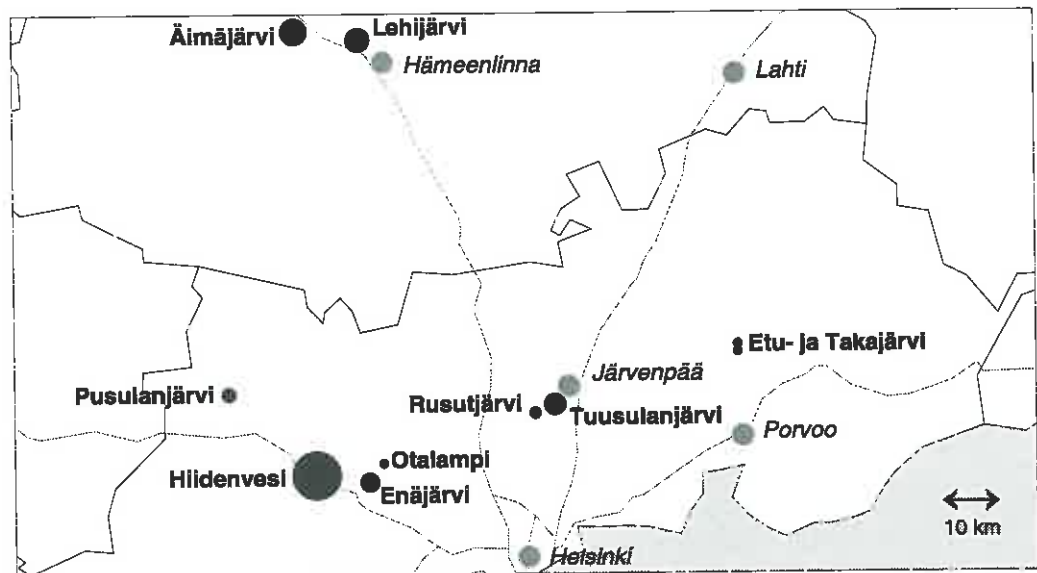 Äimäjärvi
Lehijärvi
Hämeenlinna
Lahti
Etu- ja Takajärvi
Järvenpää
Pusulanjärvi
Rusutjärvi
Tuusulanjärvi
Porvoo
Otalampi
Hiidenvesi
Enäjärvi
10 km
Helsinki